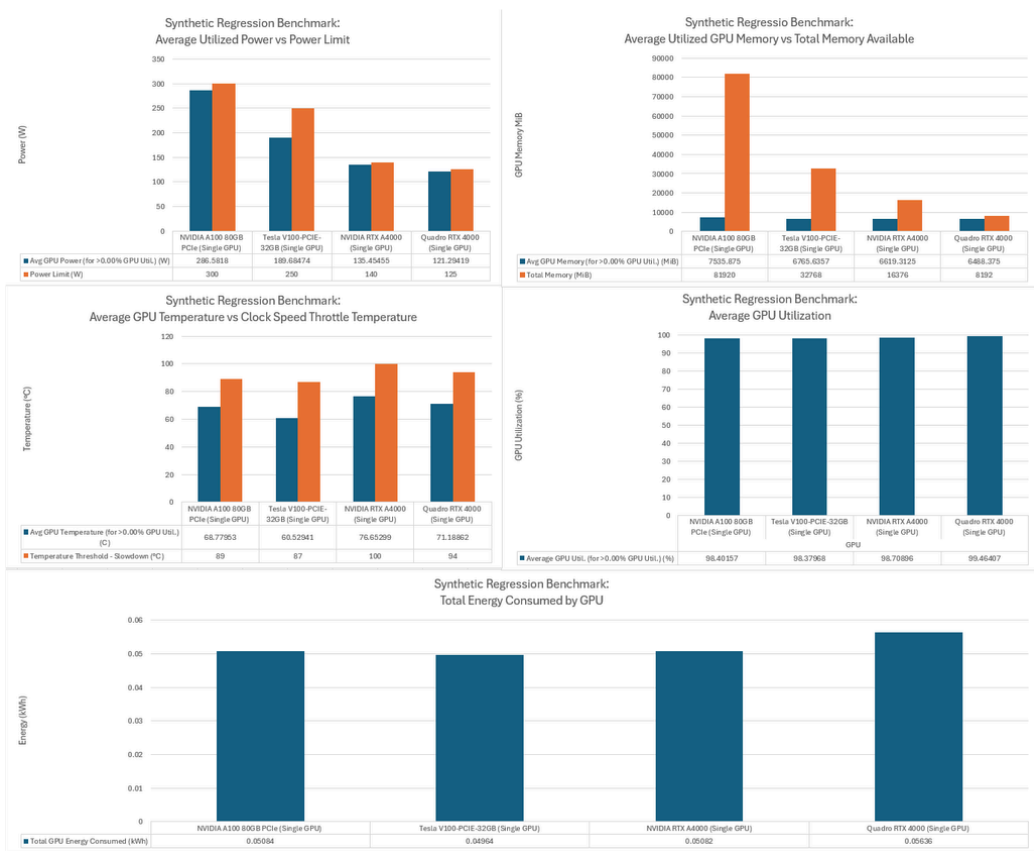 Synthetic Regression Benchmark:
Average Utilized Power vs Power Limit
350
300
250
200
150
100
50
0
Power (W)
NVIDIA A100 80GB PCIe (Single GPU)
Tesla V100-PCIE-32GB (Single GPU)
NVIDIA RTX A4000 (Single GPU)
Quadro RTX 4000 (Single GPU)
Avg GPU Power (for >0.00% GPU Util.) (W) 286.5818 189.68474 135.45455 121.29419
Power Limit (W) 300 250 140 125
Synthetic Regressio Benchmark:
Average Utilized GPU Memory vs Total Memory Available
90000
80000
70000
60000
50000
40000
30000
20000
10000
0
GPU Memory MiB
NVIDIA A100 80GB PCIe (Single GPU)
Tesla V100-PCIE-32GB (Single GPU)
NVIDIA RTX A4000 (Single GPU)
Quadro RTX 4000 (Single GPU)
Avg GPU Memory (for >0.00% GPU Util.) (MiB) 7535.875 6765.6357 6619.3125 6488.375
Total Memory (MiB) 81920 32768 16376 8192
Synthetic Regression Benchmark:
Average GPU Temperature vs Clock Speed Throttle Temperature
120
100
80
60
40
20
0
Temperature (ºC)
NVIDIA A100 80GB PCIe (Single GPU)
Tesla V100-PCIE-32GB (Single GPU)
NVIDIA RTX A4000 (Single GPU)
Quadro RTX 4000 (Single GPU)
Avg GPU Temperature (for >0.00% GPU Util.) (C) 68.77953 60.52941 76.65299 71.18862
Temperature Threshold - Slowdown (ºC) 89 87 100 94
Synthetic Regression Benchmark:
Average GPU Utilization
100
90
80
70
60
50
40
30
20
10
0
GPU Utilization (%)
NVIDIA A100 80GB PCIe (Single GPU)
Tesla V100-PCIE-32GB (Single GPU)
NVIDIA RTX A4000 (Single GPU)
Quadro RTX 4000 (Single GPU)
GPU
Average GPU Util. (for >0.00% GPU Util.) (%) 98.40157 98.37968 98.70896 99.46407
Synthetic Regression Benchmark:
Total Energy Consumed by GPU
0.06
0.05
0.04
0.03
0.02
0.01
0
Energy (kWh)
NVIDIA A100 80GB PCIe (Single GPU)
Tesla V100-PCIE-32GB (Single GPU)
NVIDIA RTX A4000 (Single GPU)
Quadro RTX 4000 (Single GPU)
Total GPU Energy Consumed (kWh) 0.05084 0.04964 0.05082 0.05636